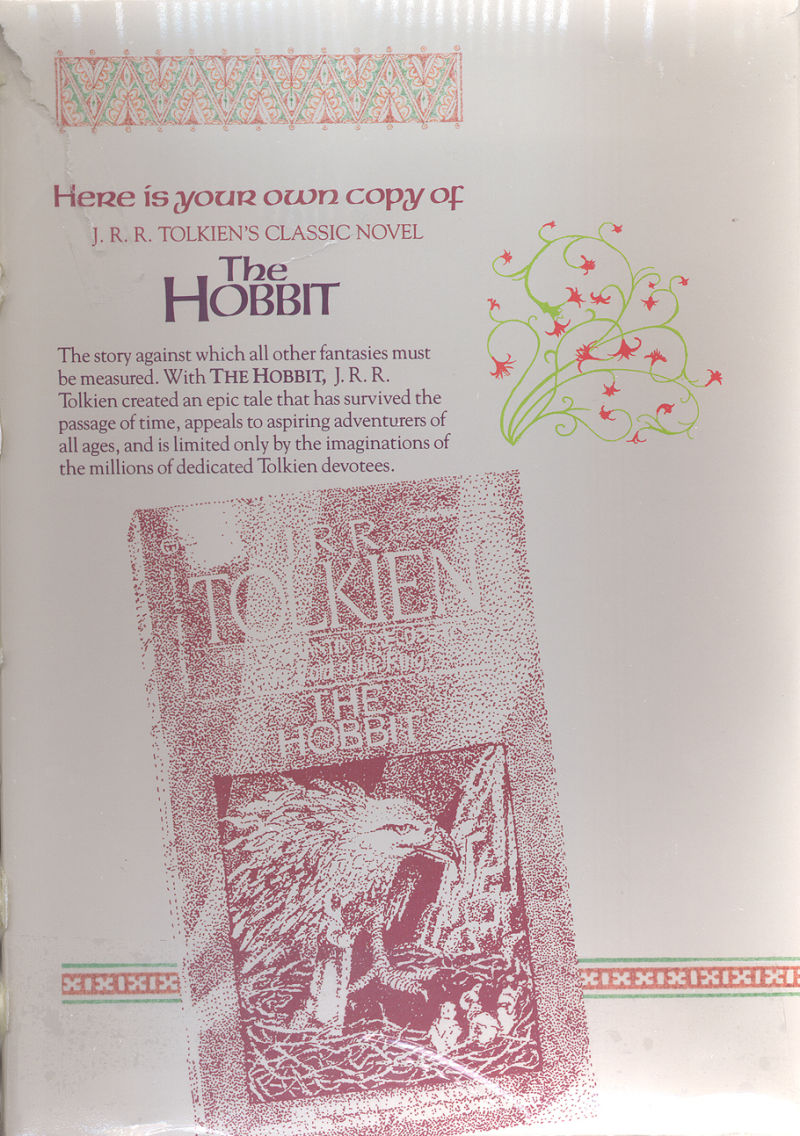 Here is your own copy of
J. R. R. TOLKIEN'S CLASSIC NOVEL
The
HOBBIT
The story against which all other fantasies must
be measured. With THE HOBBIT, J. R. R.
Tolkien created an epic tale that has survived the
passage of time, appeals to aspiring adventurers of
all ages, and is limited only by the imaginations of
the millions of dedicated Tolkien devotees.
J.R.R.
TOLKIEN
THE
HOBBIT